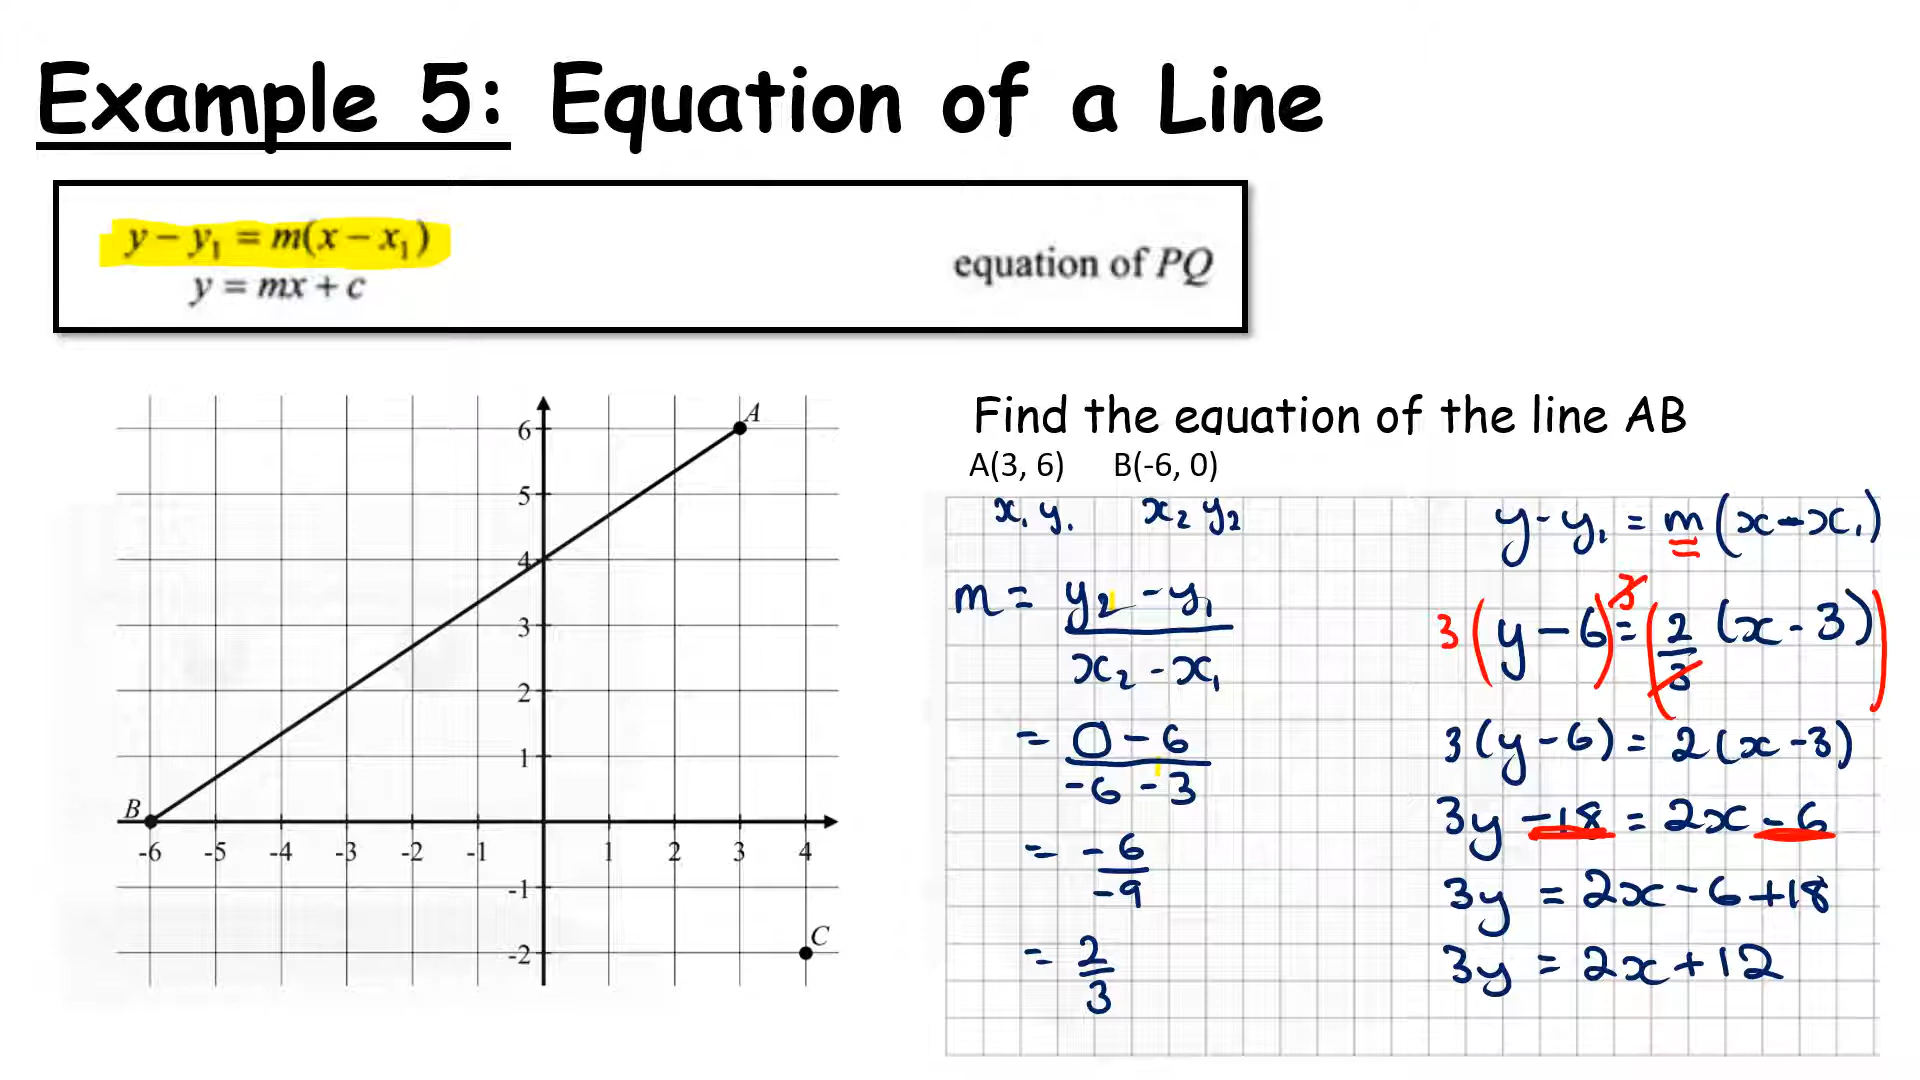 Example 5: Equation of a Line
y − y₁ = m(x − x₁)
y = mx + c
equation of PQ
A
6
5
4
3
2
1
B
-6 -5 -4 -3 -2 -1 1 2 3 4
-1
C
-2
Find the equation of the line AB
A(3, 6) B(-6, 0)
x₁ y₁ x₂ y₂
m = y₂ - y₁
x₂ - x₁
= 0 - 6
-6 - 3
= -6
-9
= 2
3
y - y₁ = m (x - x₁)
3
3 ( y - 6 ) = ( 2 (x - 3) )
3
3 (y - 6) = 2 (x - 3)
3y - 18 = 2x - 6
3y = 2x - 6 + 18
3y = 2x + 12